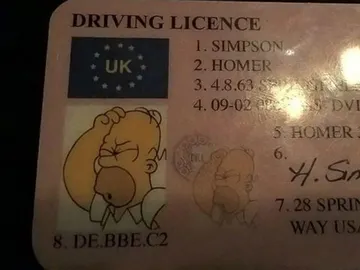 DRIVING LICENCE
UK
1. SIMPSON
2. HOMER
3. 4.8.63
4. 09-02
5 HOMER
6.
H. Sim
7. 28 SPRIN
WAY USA
8. DE.BBE.C2